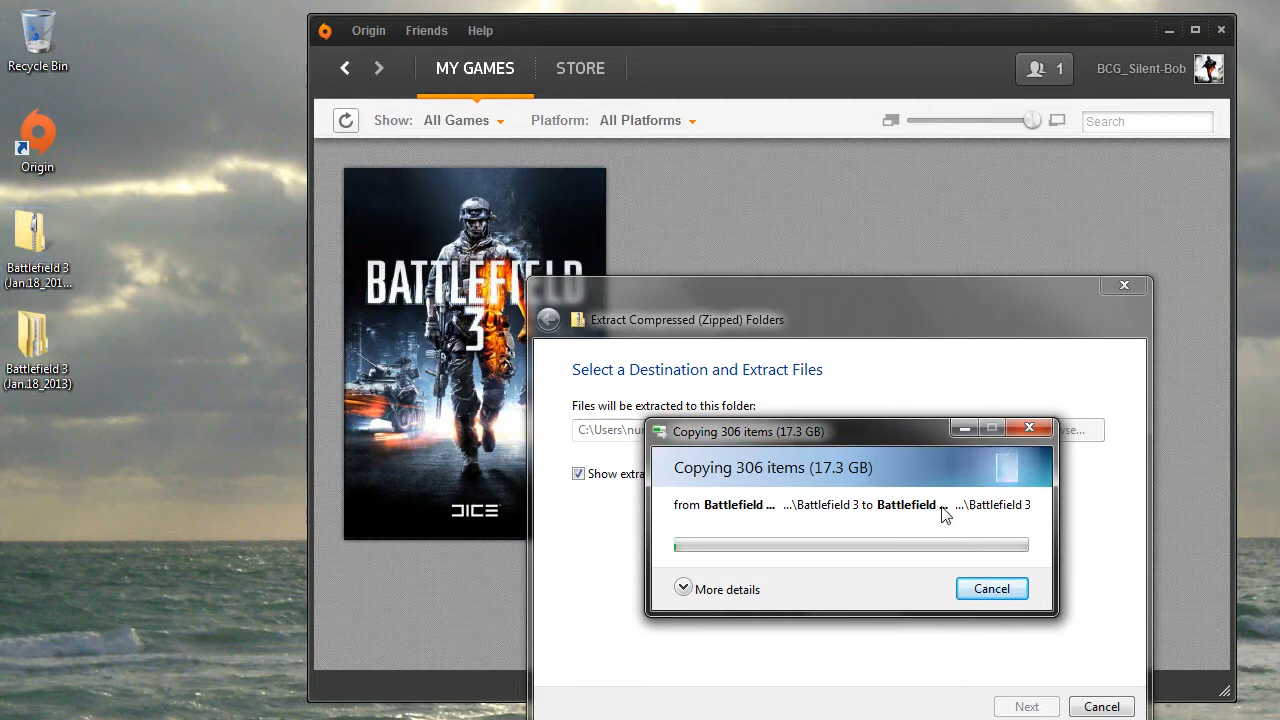 Recycle Bin
Origin
Battlefield 3
(Jan.18_201...
Battlefield 3
(Jan.18_2013)
Origin Friends Help
MY GAMES STORE
1 BCG_Silent-Bob
Show: All Games Platform: All Platforms Search
BATTLEFIELD
3
DICE
Extract Compressed (Zipped) Folders
Select a Destination and Extract Files
Files will be extracted to this folder:
C:\Users\
Show
Copying 306 items (17.3 GB)
Copying 306 items (17.3 GB)
from Battlefield ... ...\Battlefield 3 to Battlefield ... ...\Battlefield 3
More details Cancel
Next Cancel